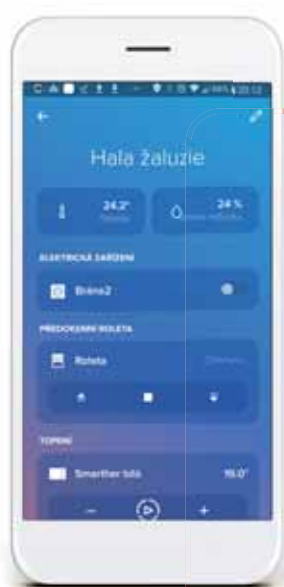 Hala žaluzie
24.2°
24 %
ELEKTRICKÁ ZAŘÍZENÍ
Brána2
PŘEDOKENNÍ ROLETA
Roleta
TOPENÍ
Smarther bílá 19.0°